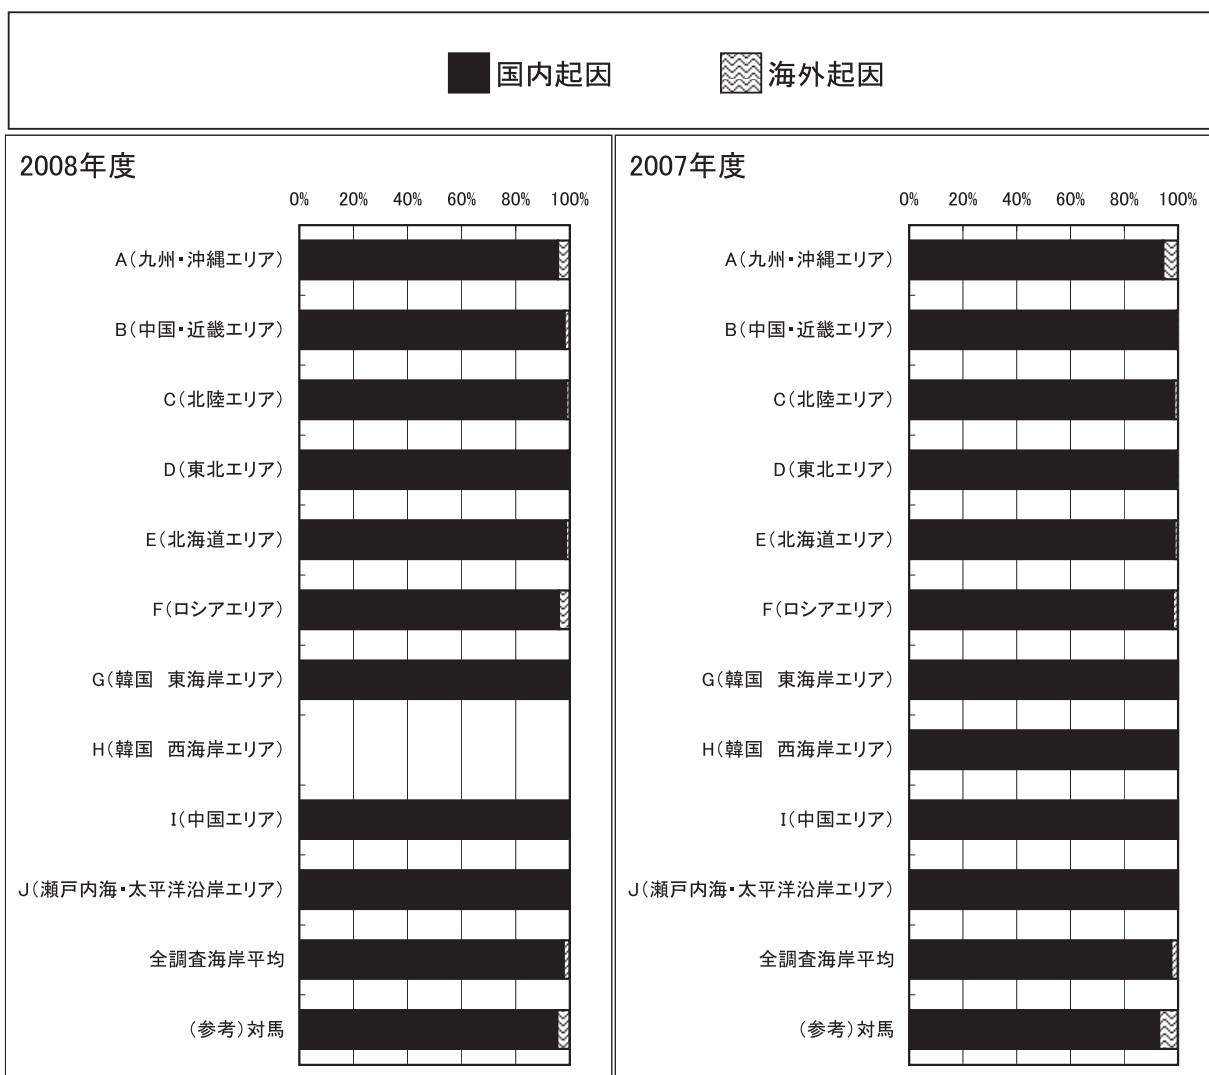 国内起因 海外起因
2008年度
0% 20% 40% 60% 80% 100%
A(九州・沖縄エリア)
B(中国・近畿エリア)
C(北陸エリア)
D(東北エリア)
E(北海道エリア)
F(ロシアエリア)
G(韓国　東海岸エリア)
H(韓国　西海岸エリア)
I(中国エリア)
J(瀬戸内海・太平洋沿岸エリア)
全調査海岸平均
(参考)対馬
2007年度
0% 20% 40% 60% 80% 100%
A(九州・沖縄エリア)
B(中国・近畿エリア)
C(北陸エリア)
D(東北エリア)
E(北海道エリア)
F(ロシアエリア)
G(韓国　東海岸エリア)
H(韓国　西海岸エリア)
I(中国エリア)
J(瀬戸内海・太平洋沿岸エリア)
全調査海岸平均
(参考)対馬